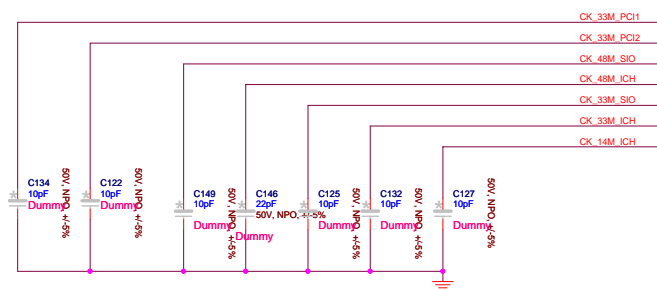 CK_33M_PCI1
CK_33M_PCI2
CK_48M_SIO
CK_48M_ICH
CK_33M_SIO
CK_33M_ICH
CK_14M_ICH
C134
10pF
Dummy
50V, NPO, +/-5%
C122
10pF
Dummy
50V, NPO, +/-5%
C149
10pF
Dummy
50V, NPO, +/-5%
C146
22pF
50V, NPO, +/-5%
Dummy
C125
10pF
Dummy
50V, NPO, +/-5%
C132
10pF
Dummy
50V, NPO, +/-5%
C127
10pF
Dummy
50V, NPO, +/-5%